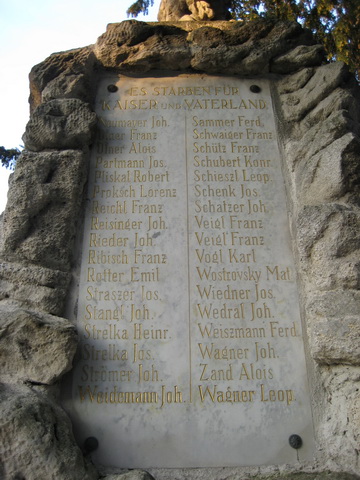 ES STARBEN FÜR
KAISER UND VATERLAND.
Joh.
Franz
Alois
Partmann Jos.
Pliskal Robert
Proksch Lorenz
Reichl Franz
Reisinger Joh.
Rieder Joh.
Ribisch Franz
Rotter Emil
Straszer Jos.
Stangl Joh.
Strelka Heinr.
Strelka Jos.
Strömer Joh.
Weidemann Joh.
Sommer Ferd.
Schwaiger Franz
Schütz Franz
Schubert Konr.
Schieszl Leop.
Schenk Jos.
Schatzer Joh.
Veigl Franz
Veigl Franz
Vogl Karl
Wostrovsky Mat.
Wiedner Jos.
Wedral Joh.
Weiszmann Ferd.
Wagner Joh.
Zand Alois
Wagner Leop.